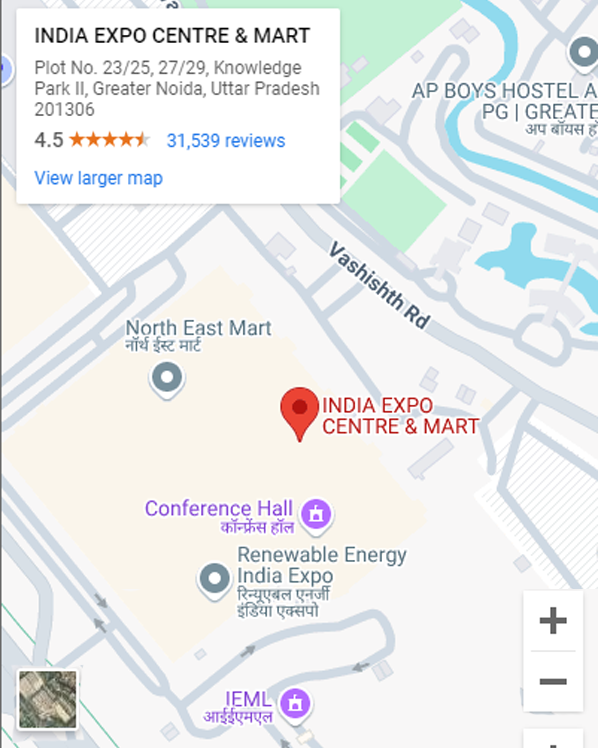 INDIA EXPO CENTRE & MART
Plot No. 23/25, 27/29, Knowledge
Park II, Greater Noida, Uttar Pradesh
201306
4.5 31,539 reviews
View larger map
AP BOYS HOSTEL A
PG | GREATE
अप बॉयस हॉ
Vashishth Rd
North East Mart
नॉर्थ ईस्ट मार्ट
INDIA EXPO
CENTRE & MART
Conference Hall
कॉन्फ्रेंस हॉल
Renewable Energy
India Expo
रिन्यूएबल एनर्जी
इंडिया एक्सपो
IEML
आईईएमएल